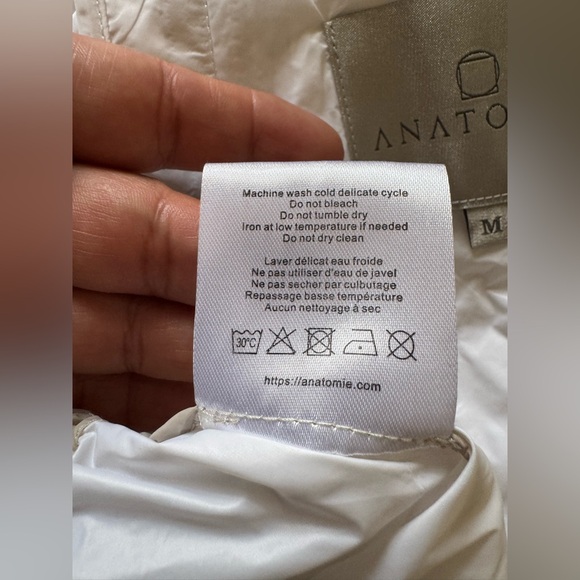 ANATO
M
Machine wash cold delicate cycle
Do not bleach
Do not tumble dry
Iron at low temperature if needed
Do not dry clean
Laver délicat eau froide
Ne pas utiliser d'eau de javel
Ne pas secher par culbutage
Repassage basse température
Aucun nettoyage à sec
30°C
https://anatomie.com